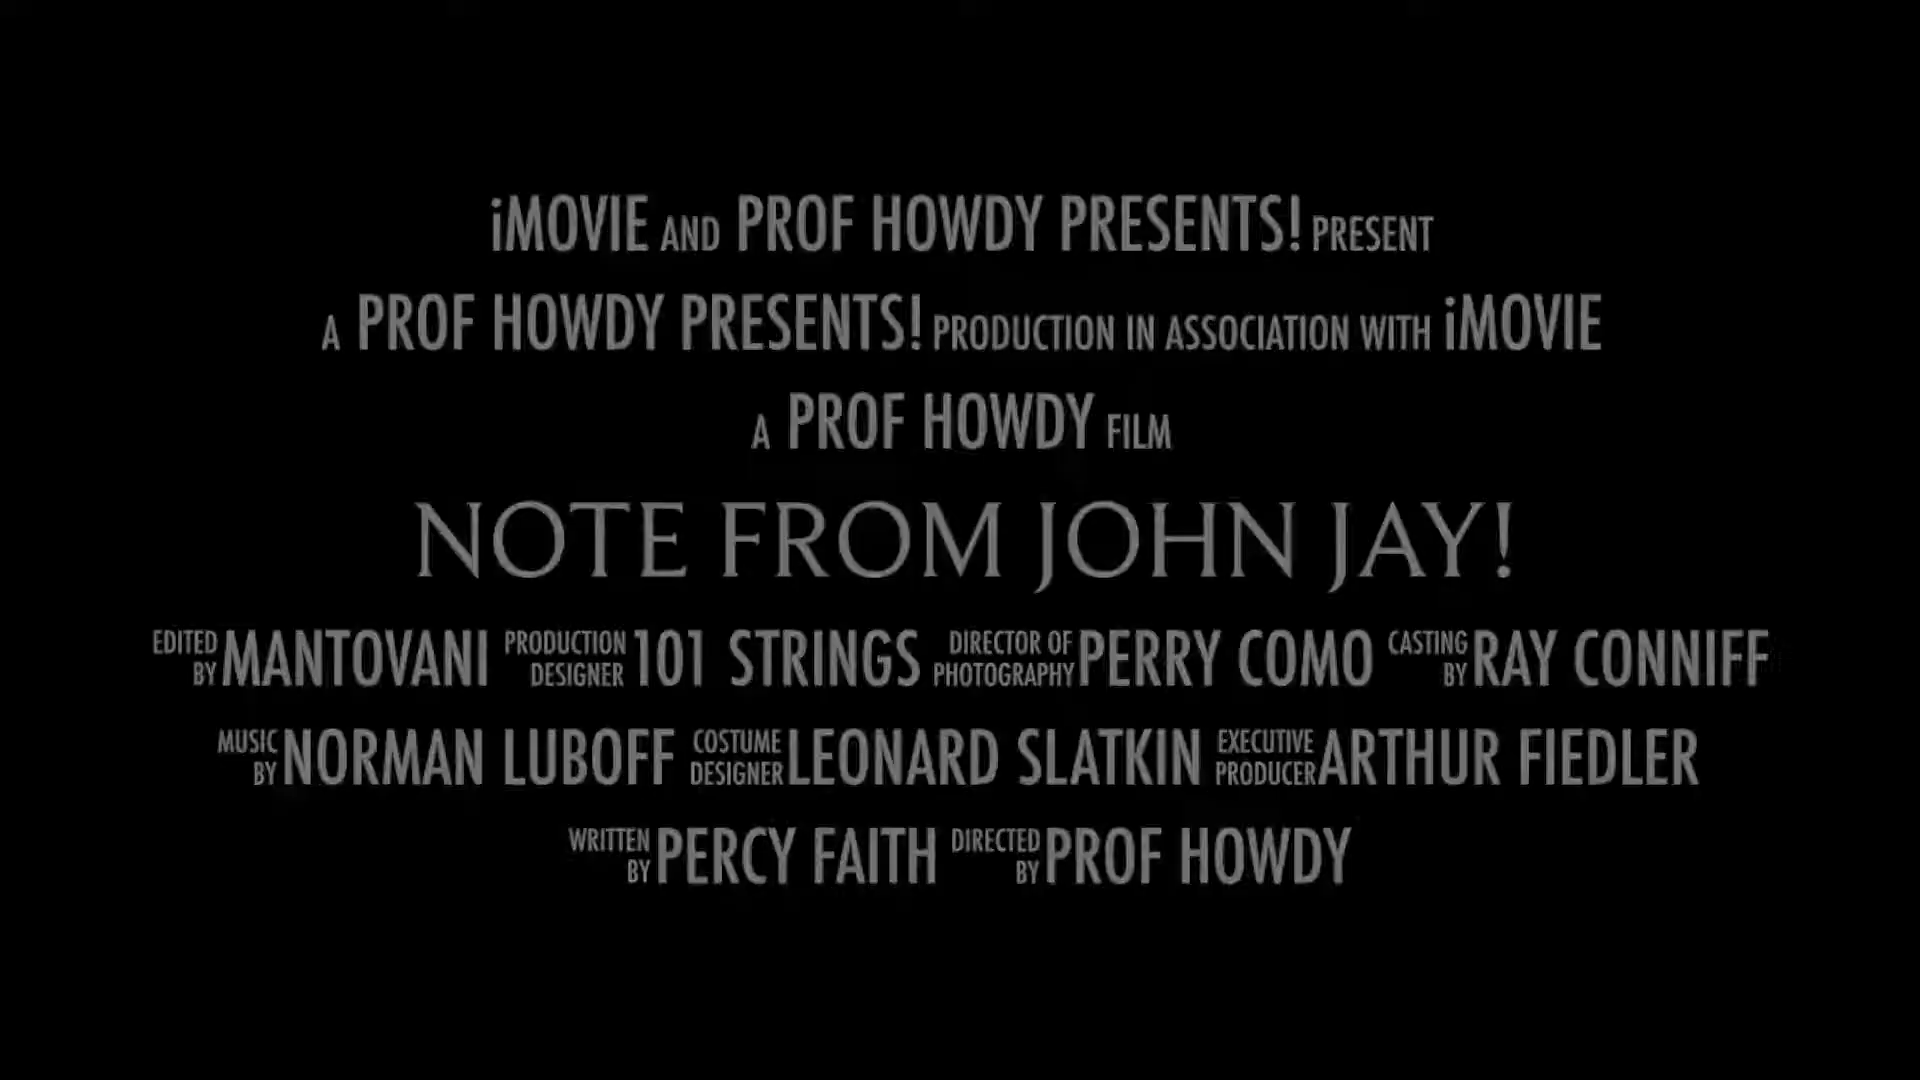 iMOVIE AND PROF HOWDY PRESENTS! PRESENT
A PROF HOWDY PRESENTS! PRODUCTION IN ASSOCIATION WITH iMOVIE
A PROF HOWDY FILM
NOTE FROM JOHN JAY!
EDITED BY MANTOVANI PRODUCTION DESIGNER 101 STRINGS DIRECTOR OF PHOTOGRAPHY PERRY COMO CASTING BY RAY CONNIFF
MUSIC BY NORMAN LUBOFF COSTUME DESIGNER LEONARD SLATKIN EXECUTIVE PRODUCER ARTHUR FIEDLER
WRITTEN BY PERCY FAITH DIRECTED BY PROF HOWDY